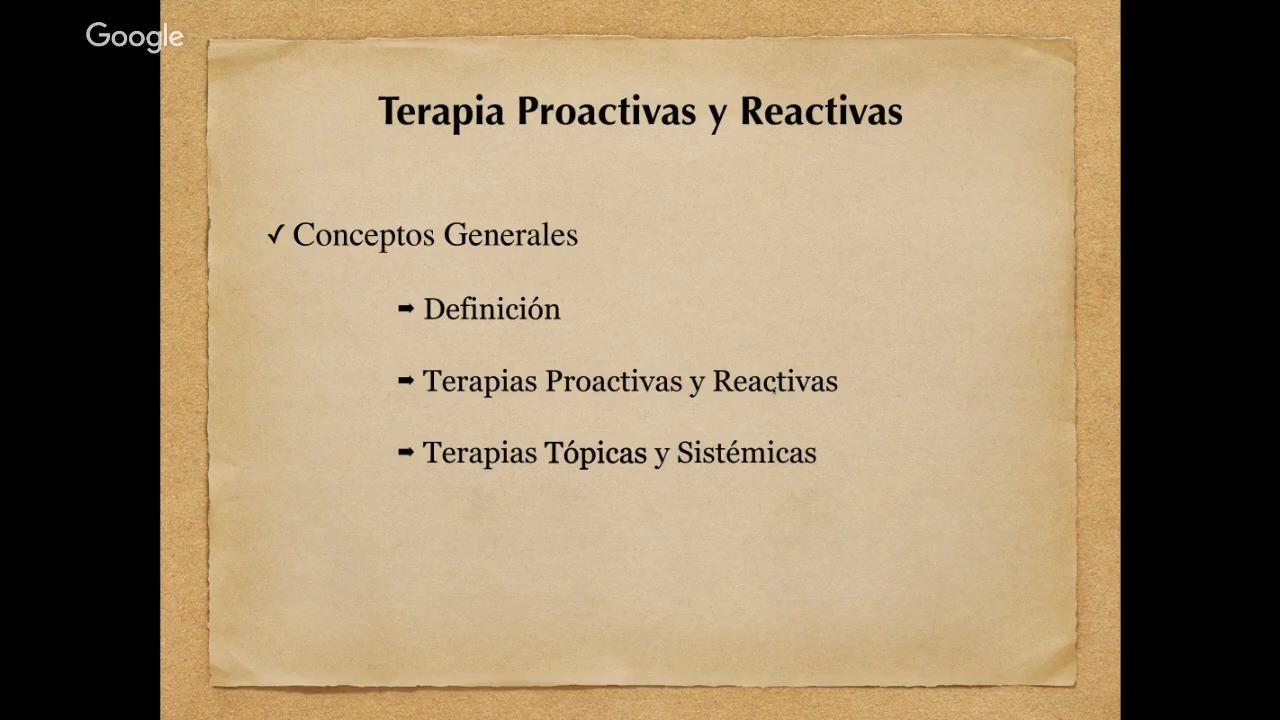 Google
Terapia Proactivas y Reactivas
✓ Conceptos Generales
➡ Definición
➡ Terapias Proactivas y Reactivas
➡ Terapias Tópicas y Sistémicas